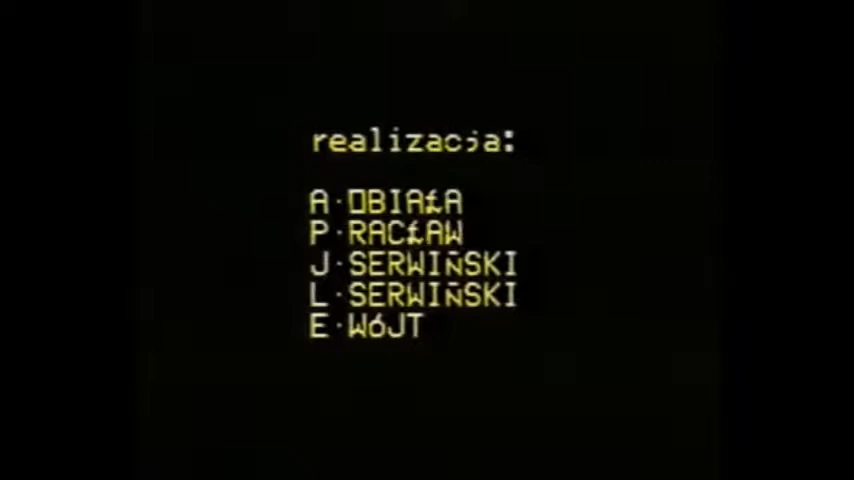 realizacja:
A.OBIAŁA
P.RACŁAW
J.SERWIŃSKI
L.SERWIŃSKI
E.WÓJT